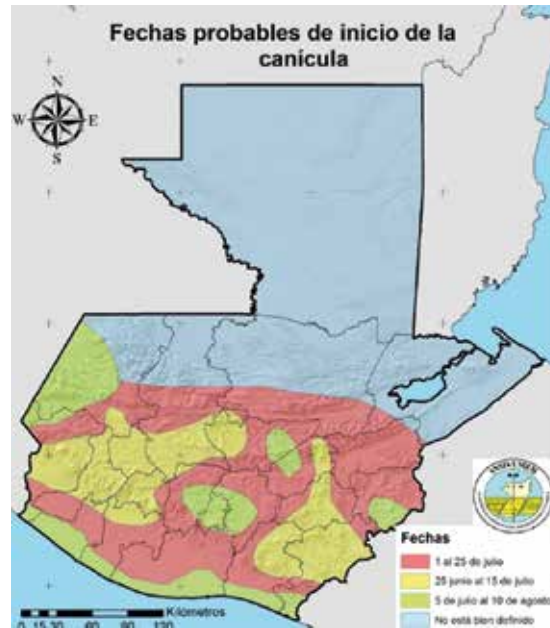 Fechas probables de inicio de la
canicula
N
W E
S
Fechas
1 al 25 de julio
25 junio al 15 de julio
5 de julio al 10 de agosto
No está bien definido
0 15 30 60 90 120
Kilómetros